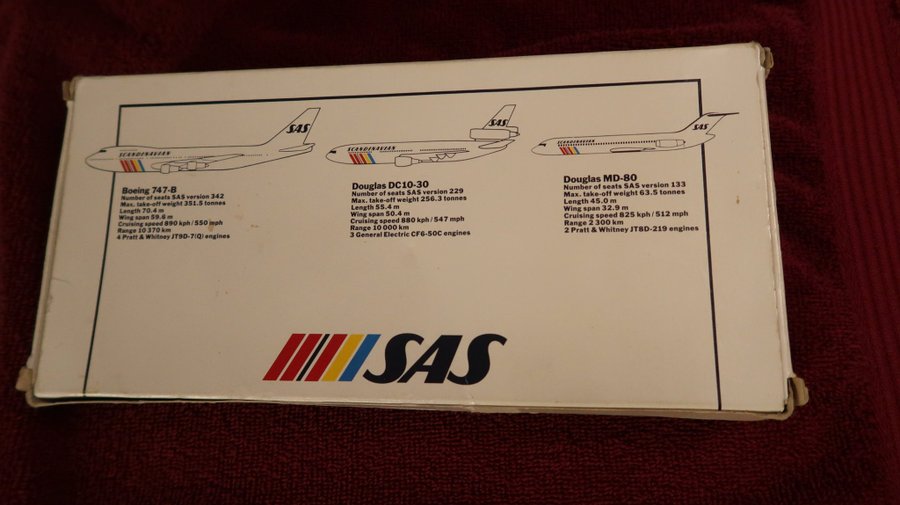 SCANDINAVIAN
SAS
Boeing 747-B
Number of seats SAS version 342
Max. take-off weight 351.5 tonnes
Length 70.4 m
Wing span 59.6 m
Cruising speed 890 kph / 550 mph
Range 10 370 km
4 Pratt & Whitney JT9D-7(Q) engines
SCANDINAVIAN
SAS
Douglas DC10-30
Number of seats SAS version 229
Max. take-off weight 256.3 tonnes
Length 55.4 m
Wing span 50.4 m
Cruising speed 880 kph / 547 mph
Range 10 000 km
3 General Electric CF6-50C engines
SCANDINAVIAN
SAS
Douglas MD-80
Number of seats SAS version 133
Max. take-off weight 63.5 tonnes
Length 45.0 m
Wing span 32.9 m
Cruising speed 825 kph / 512 mph
Range 2 300 km
2 Pratt & Whitney JT8D-219 engines
SAS